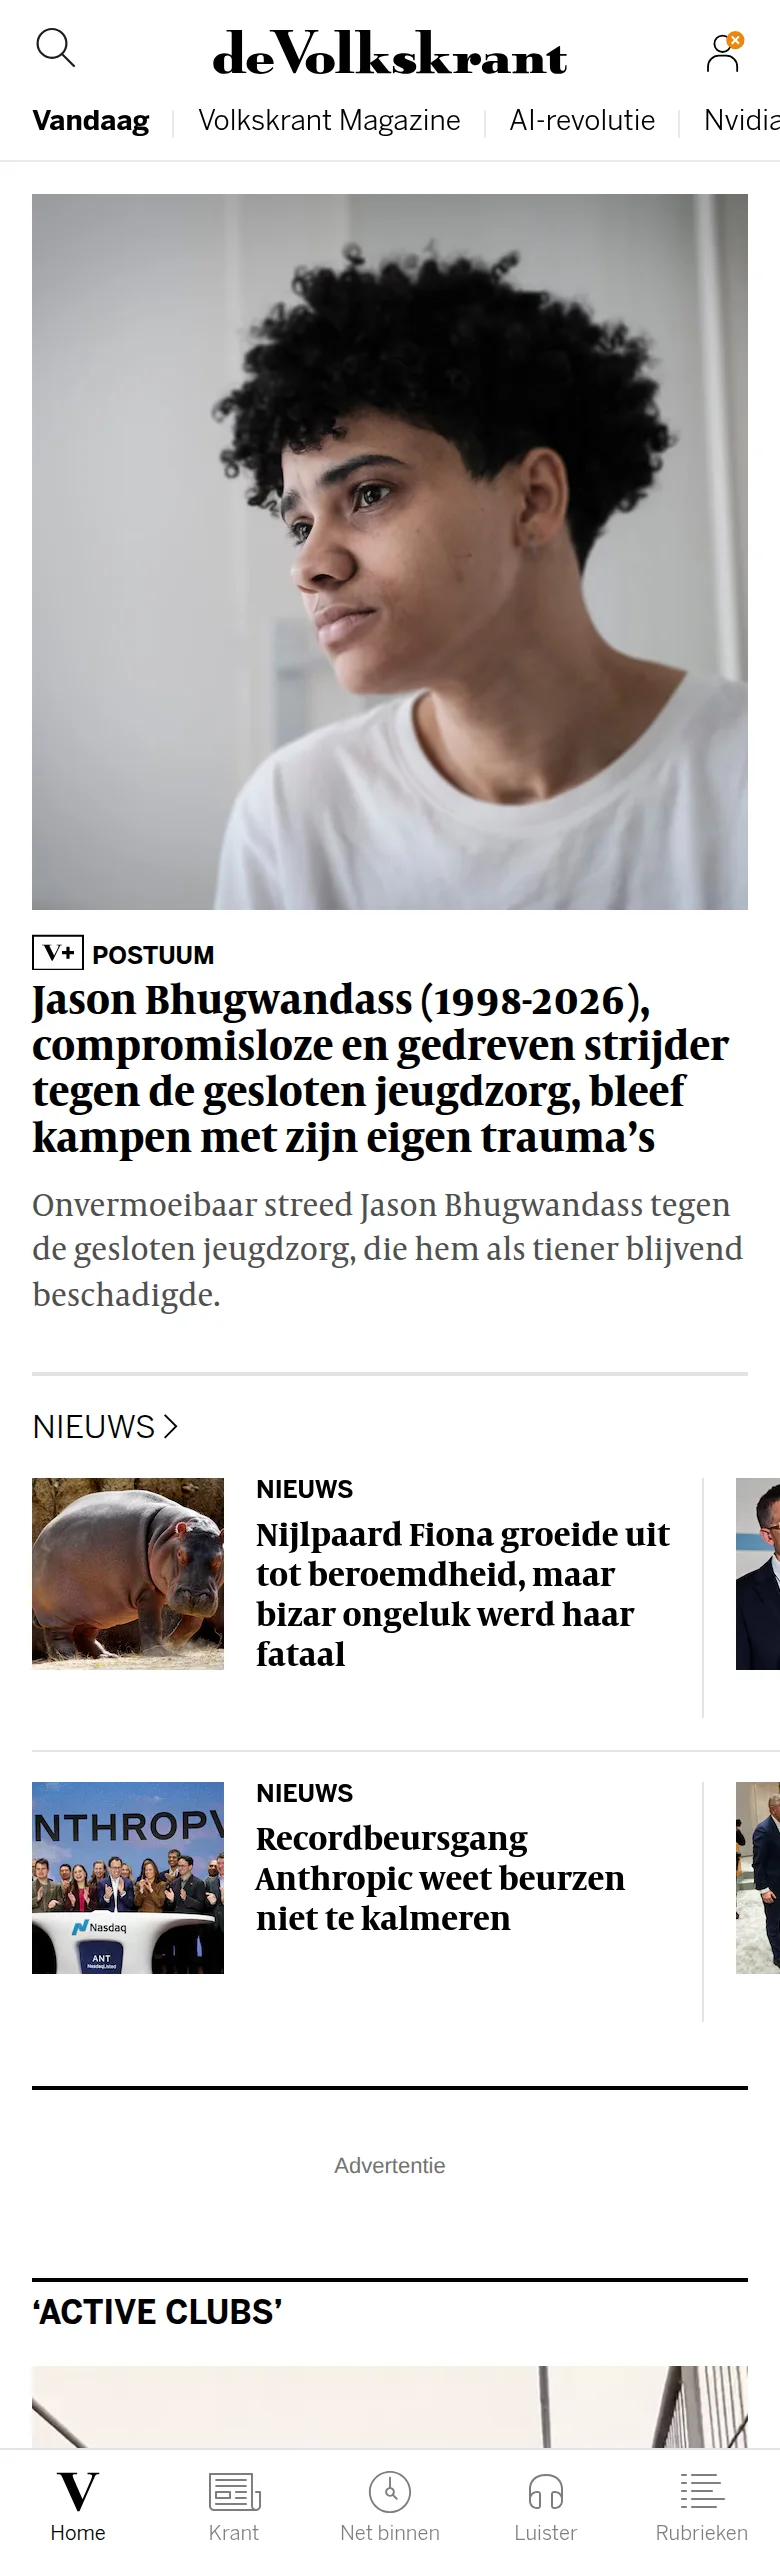 deVolkskrant
Vandaag
Volkskrant Magazine
AI-revolutie
Nvidia
V+ POSTUUM
Jason Bhugwandass (1998-2026),
compromisloze en gedreven strijder
tegen de gesloten jeugdzorg, bleef
kampen met zijn eigen trauma’s
Onvermoeibaar streed Jason Bhugwandass tegen
de gesloten jeugdzorg, die hem als tiener blijvend
beschadigde.
NIEUWS
NIEUWS
Nijlpaard Fiona groeide uit
tot beroemdheid, maar
bizar ongeluk werd haar
fataal
NTHROP
Nasdaq
ANT
NasdaqListed
NIEUWS
Recordbeursgang
Anthropic weet beurzen
niet te kalmeren
Advertentie
‘ACTIVE CLUBS’
V
Home
Krant
Net binnen
Luister
Rubrieken